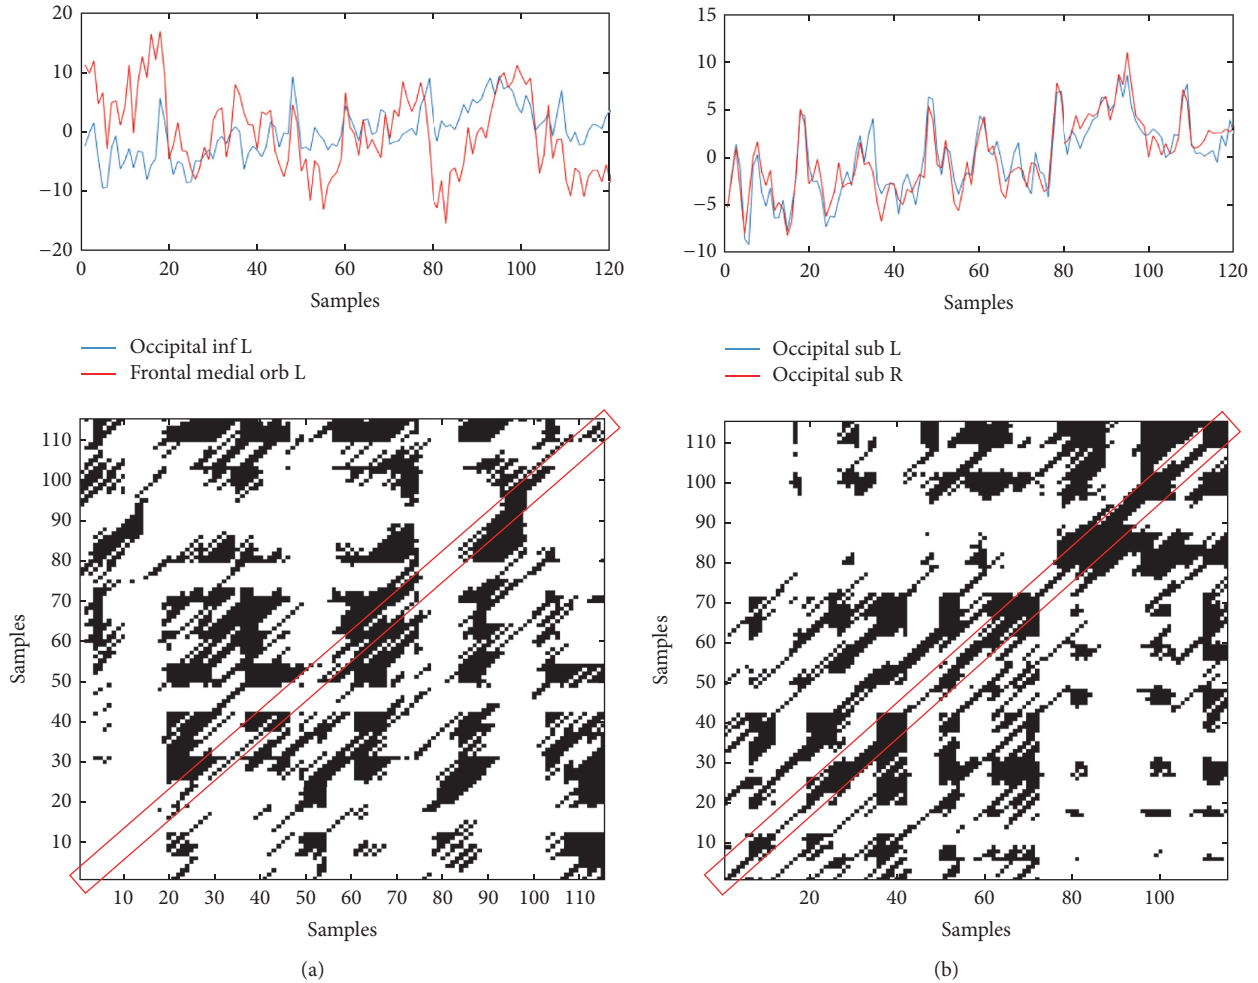 20
10
0
−10
−20
0 20 40 60 80 100 120
Samples
Occipital inf L
Frontal medial orb L
110
100
90
80
70
60
50
40
30
20
10
Samples
10 20 30 40 50 60 70 80 90 100 110
Samples
(a)
15
10
5
0
−5
−10
0 20 40 60 80 100 120
Samples
Occipital sub L
Occipital sub R
110
100
90
80
70
60
50
40
30
20
10
Samples
20 40 60 80 100
Samples
(b)